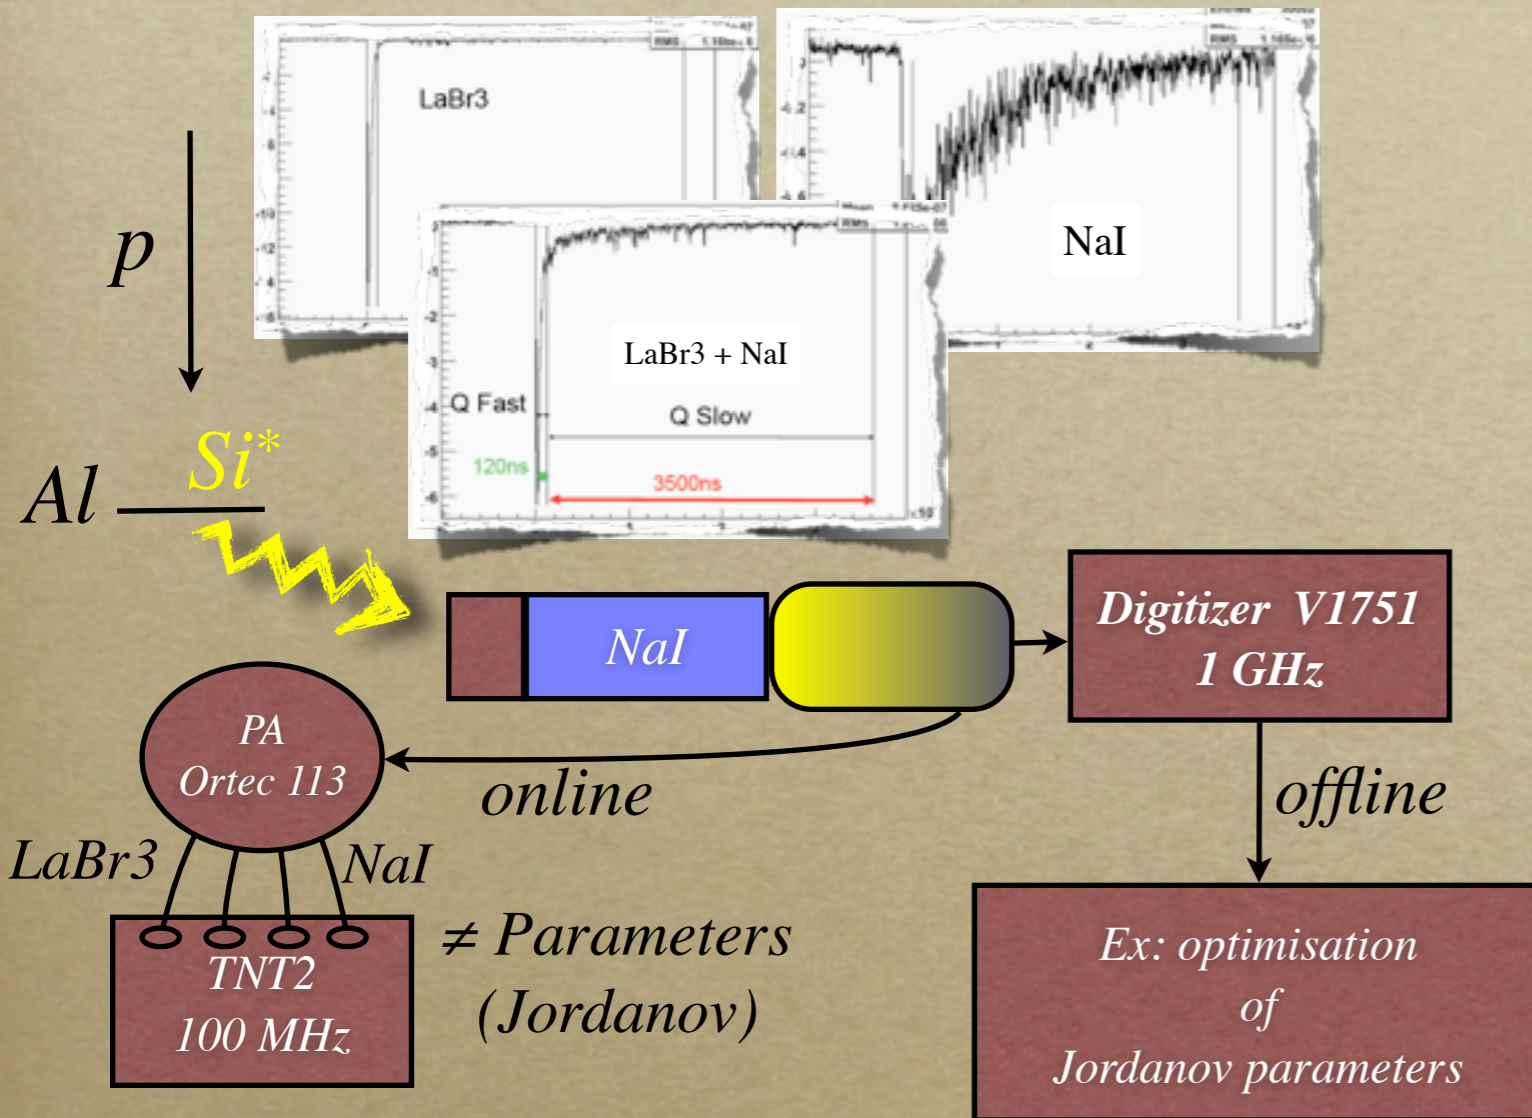 LaBr3
NaI
LaBr3 + NaI
Q Fast
Q Slow
120ns
3500ns
p
Si*
Al
NaI
Digitizer V1751
1 GHz
PA
Ortec 113
online
offline
LaBr3
NaI
TNT2
100 MHz
≠ Parameters
(Jordanov)
Ex: optimisation
of
Jordanov parameters